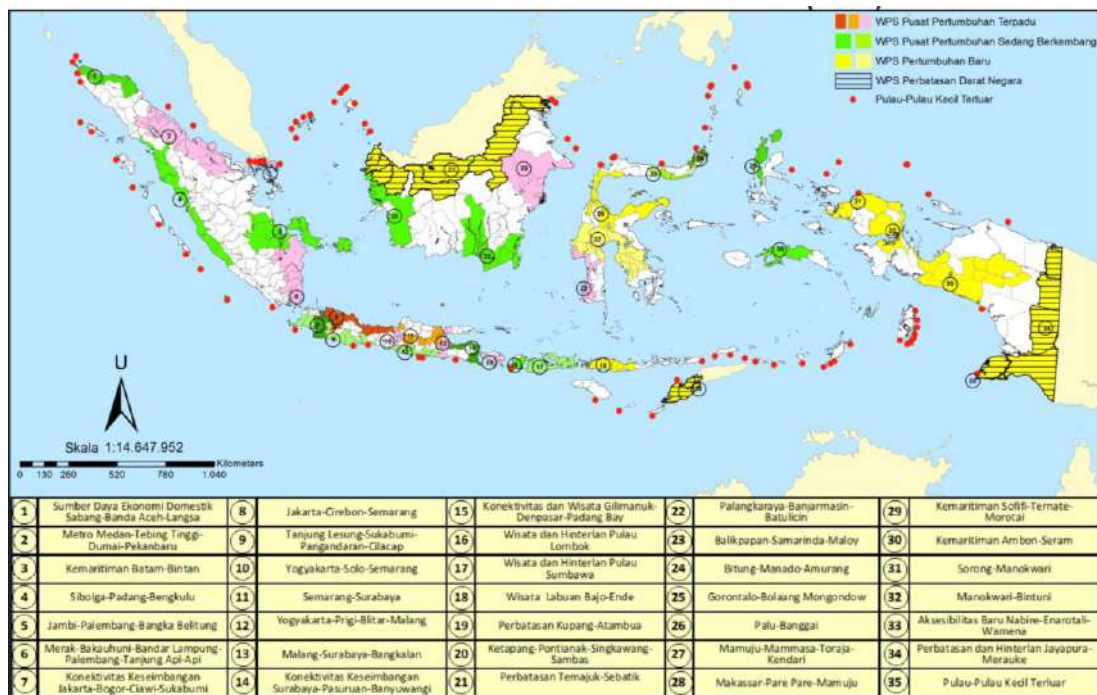 WPS Pusat Pertumbuhan Terpadu
WPS Pusat Pertumbuhan Sedang Berkembang
WPS Pertumbuhan Baru
WPS Perbatasan Darat Negara
Pulau-Pulau Kecil Tertuar
U
Skala 1:14.647.952
Kilometers
0 130 260 520 780 1.040
1 Sumber Daya Ekonomi Domestik
Sabang-Banda Aceh-Langsa
2 Metro Medan-Tebing Tinggi-
Dumai-Pekanbaru
3 Kemaritiman Batam-Bintan
4 Sibolga-Padang-Bengkulu
5 Jambi-Palembang-Bangka Belitung
6 Merak-Bakauhuni-Bandar Lampung-
Palembang-Tanjung Api-Api
7 Konektivitas Keseimbangan
Jakarta-Bogor-Ciawi-Sukabumi
8 Jakarta-Cirebon-Semarang
9 Tanjung Lesung-Sukabumi-
Pangandaran-Cilacap
10 Yogyakarta-Solo-Semarang
11 Semarang-Surabaya
12 Yogyakarta-Prigi-Blitar-Malang
13 Malang-Surabaya-Bangkalan
14 Konektivitas Keseimbangan
Surabaya-Pasuruan-Banyuwangi
15 Konektivitas dan Wisata Gilimanuk-
Denpasar-Padang Bay
16 Wisata dan Hinterlan Pulau
Lombok
17 Wisata dan Hinterlan Pulau
Sumbawa
18 Wisata Labuan Bajo-Ende
19 Perbatasan Kupang-Atambua
20 Ketapang-Pontianak-Singkawang-
Sambas
21 Perbatasan Temajuk-Sebatik
22 Palangkaraya-Banjarmasin-
Batulicin
23 Balikpapan-Samarinda-Maloy
24 Bitung-Manado-Amurang
25 Gorontalo-Bolaang Mongondow
26 Palu-Banggai
27 Mamuju-Mammasa-Toraja-
Kendari
28 Makassar-Pare Pare-Mamuju
29 Kemaritiman Sofifi-Ternate-
Morotai
30 Kemaritiman Ambon-Seram
31 Sorong-Manokwari
32 Manokwari-Bintuni
33 Aksesibilitas Baru Nabire-Enarotali-
Wamena
34 Perbatasan dan Hinterlan Jayapura-
Merauke
35 Pulau-Pulau Kecil Terluar